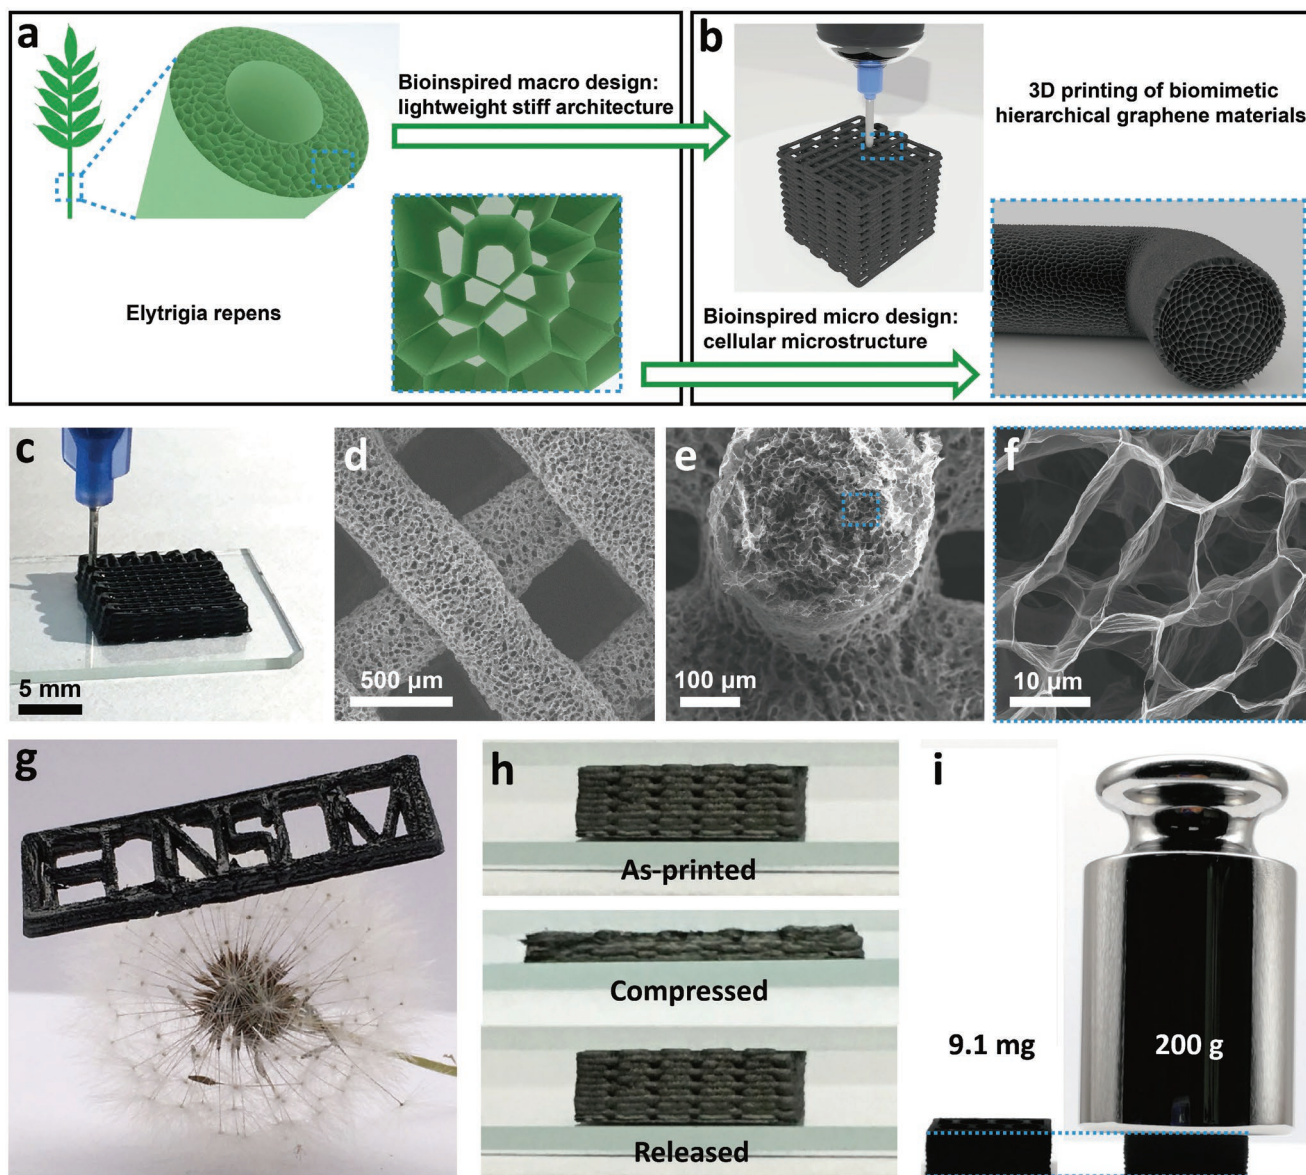 a
Bioinspired macro design:
lightweight stiff architecture
Elytrigia repens
b
3D printing of biomimetic
hierarchical graphene materials
Bioinspired micro design:
cellular microstructure
c
5 mm
d
500 µm
e
100 µm
f
10 µm
g
h
As-printed
Compressed
Released
i
9.1 mg
200 g